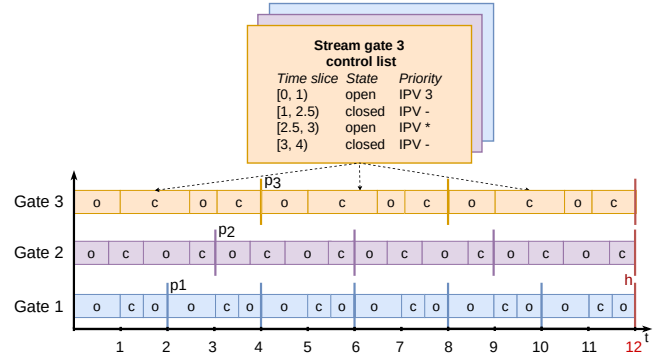 Stream gate 3
control list
Time slice State Priority
[0, 1) open IPV 3
[1, 2.5) closed IPV -
[2.5, 3) open IPV *
[3, 4) closed IPV -
p3
Gate 3 o c o c o c o c o c o c
p2
Gate 2 o c o c o c o c o c o c o c o c
h
p1
Gate 1 o c o o c o o c o o c o o c o o c o
t
1 2 3 4 5 6 7 8 9 10 11 12